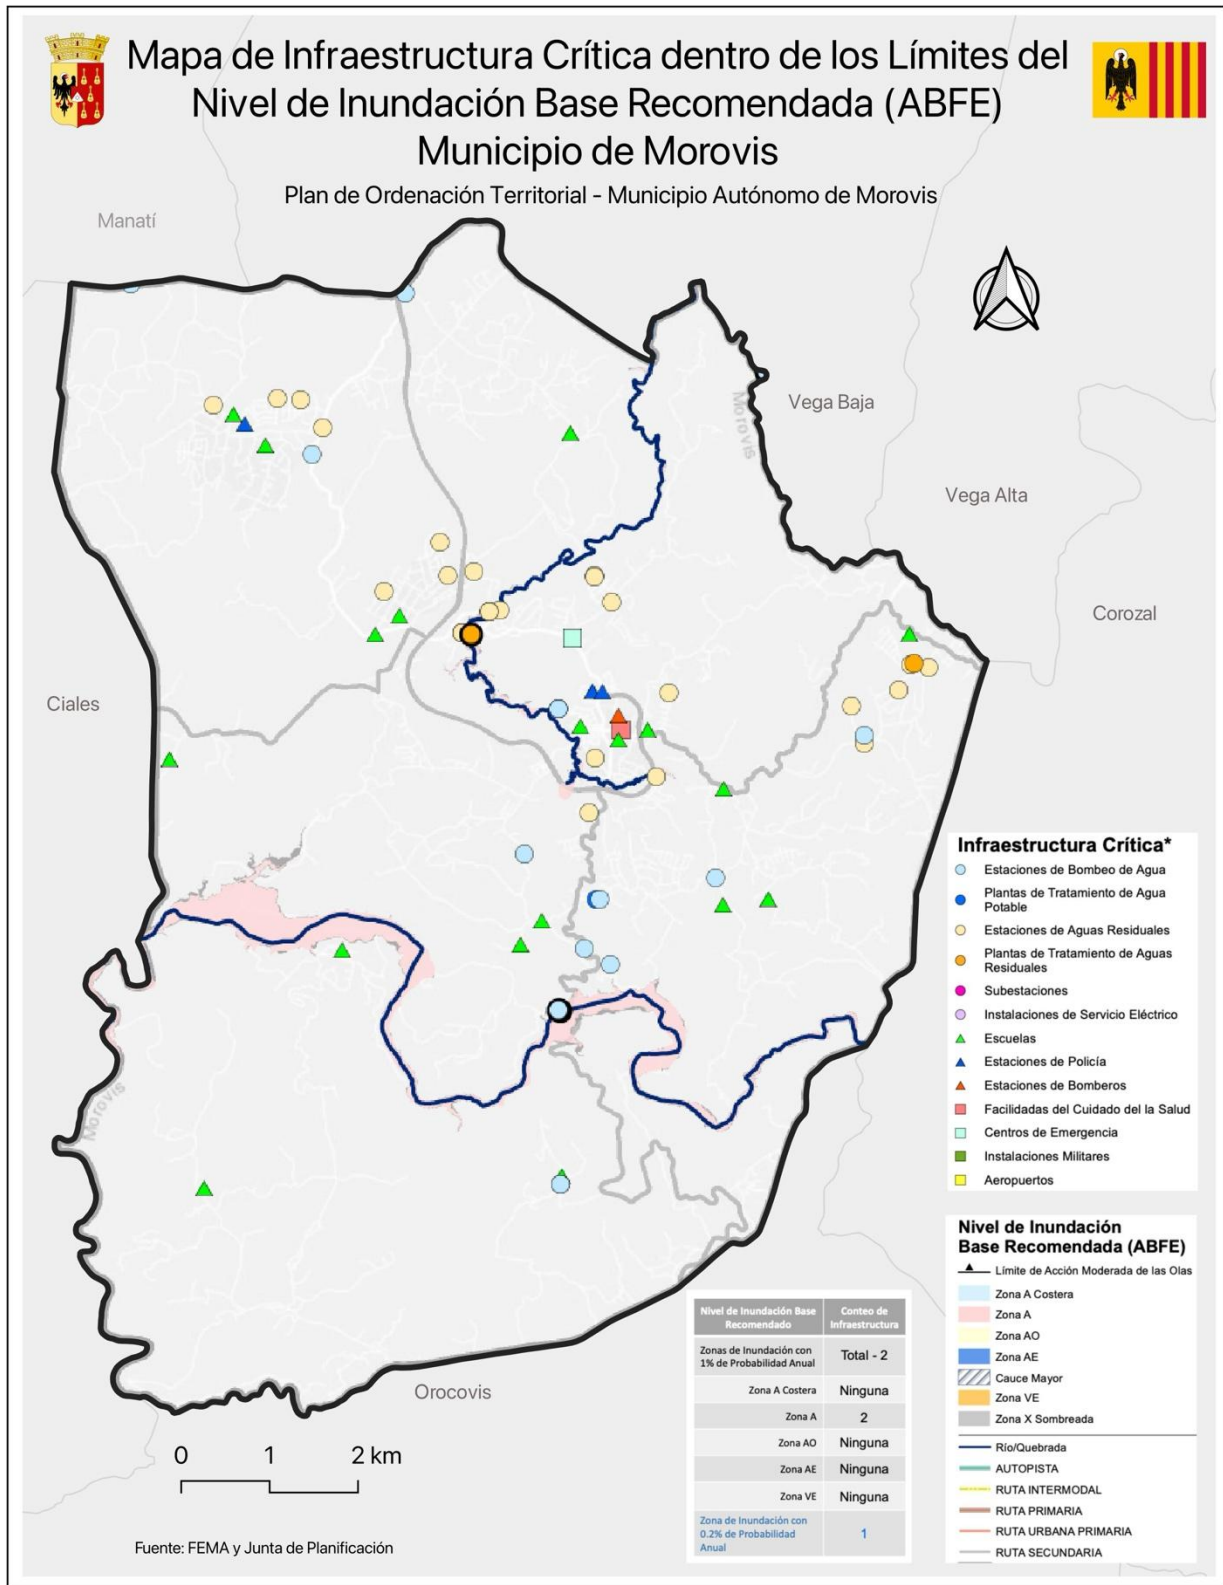 Mapa de Infraestructura Crítica dentro de los Límites del
Nivel de Inundación Base Recomendada (ABFE)
Municipio de Morovis
Plan de Ordenación Territorial - Municipio Autónomo de Morovis
Manatí
Vega Baja
Morovis
Vega Alta
Corozal
Ciales
Morovis
Orocovis
Infraestructura Crítica*
Estaciones de Bombeo de Agua
Plantas de Tratamiento de Agua
Potable
Estaciones de Aguas Residuales
Plantas de Tratamiento de Aguas
Residuales
Subestaciones
Instalaciones de Servicio Eléctrico
Escuelas
Estaciones de Policía
Estaciones de Bomberos
Facilidadas del Cuidado del la Salud
Centros de Emergencia
Instalaciones Militares
Aeropuertos
Nivel de Inundación
Base Recomendada (ABFE)
Límite de Acción Moderada de las Olas
Zona A Costera
Zona A
Zona AO
Zona AE
Cauce Mayor
Zona VE
Zona X Sombreada
Río/Quebrada
AUTOPISTA
RUTA INTERMODAL
RUTA PRIMARIA
RUTA URBANA PRIMARIA
RUTA SECUNDARIA
Nivel de Inundación Base
Recomendado
Conteo de
Infraestructura
Zonas de Inundación con
1% de Probabilidad Anual
Total - 2
Zona A Costera Ninguna
Zona A 2
Zona AO Ninguna
Zona AE Ninguna
Zona VE Ninguna
Zona de Inundación con
0.2% de Probabilidad
Anual
1
0 1 2 km
Fuente: FEMA y Junta de Planificación